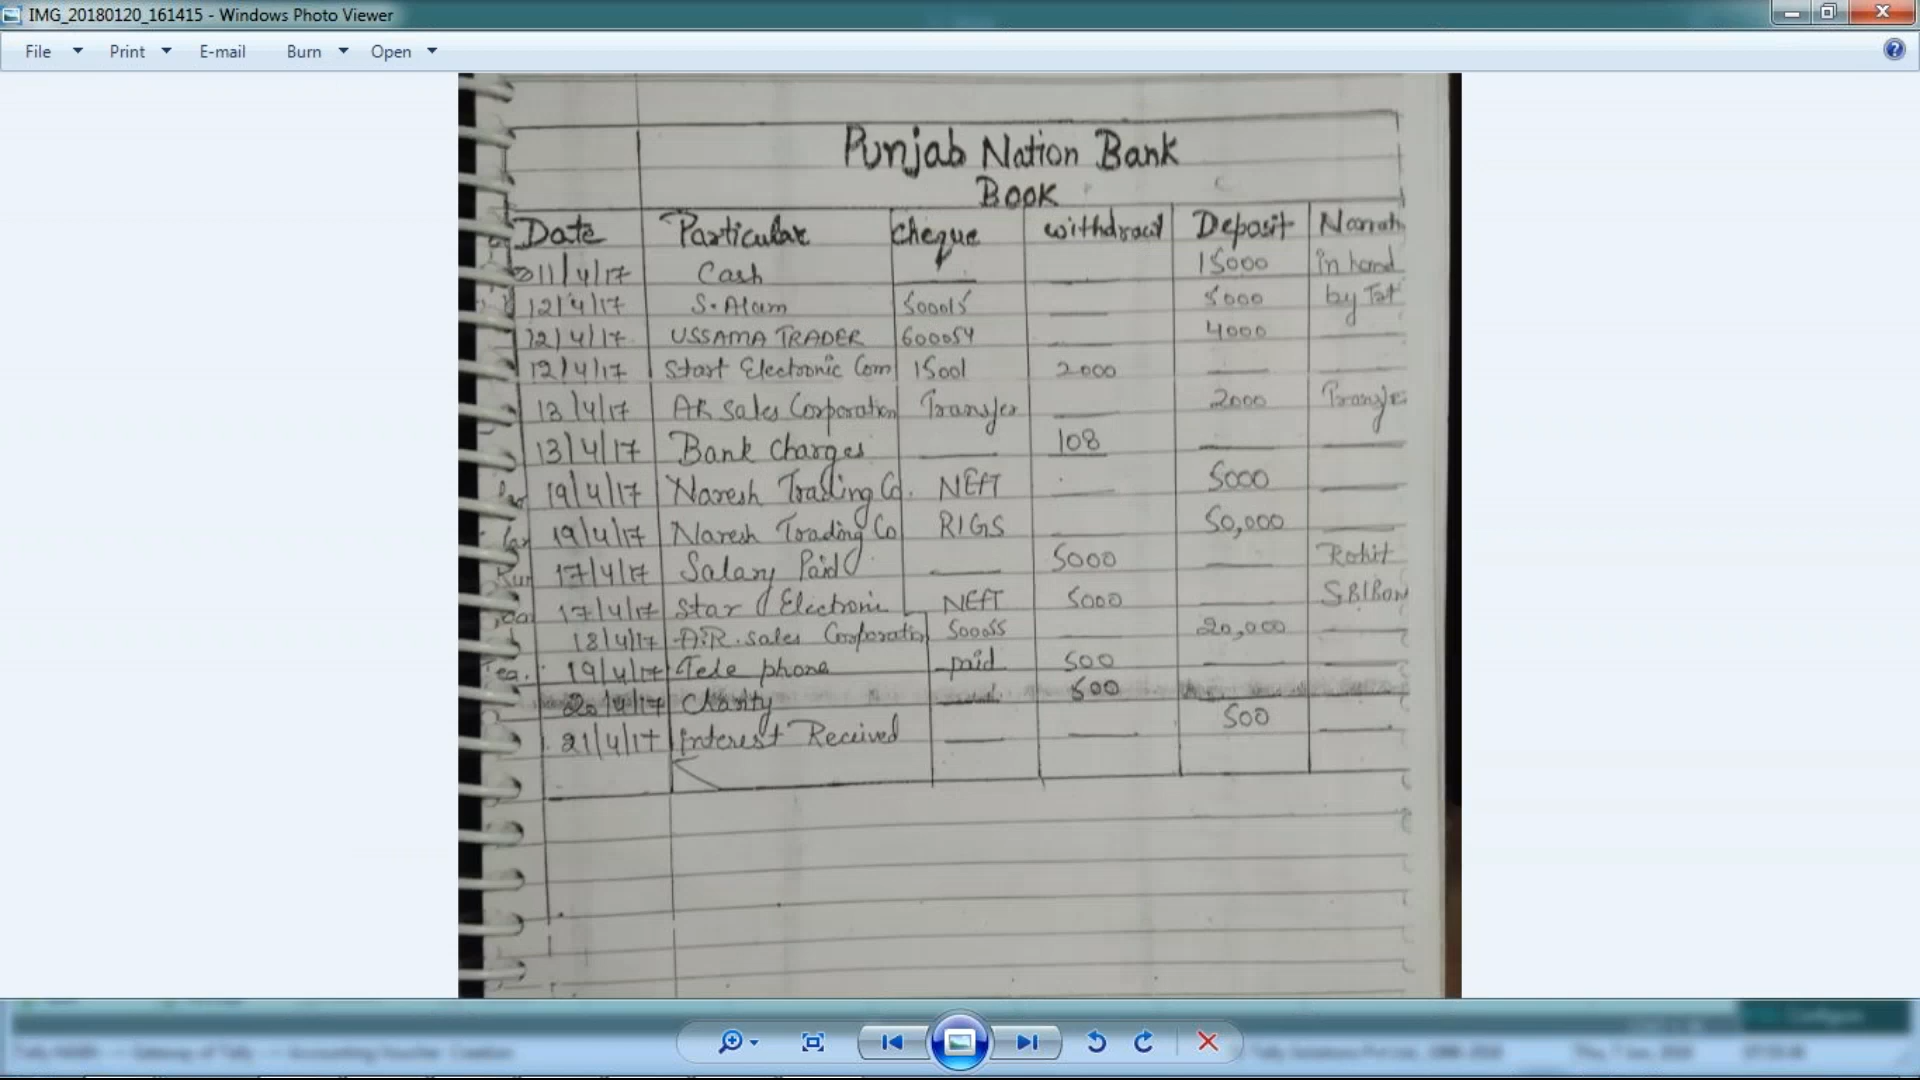 IMG_20180120_161415 - Windows Photo Viewer
File Print E-mail Burn Open
Punjab Nation Bank
Book
Date Particular Cheque withdrawl Deposit Narrati
11/4/17 Cash — — 15000 in hand
12/4/17 S. Alam 500015 — 5000 by
12/4/17 USSAMA TRADER 600054 — 4000 —
12/4/17 Start Electronic Com 15001 2000 — —
13/4/17 AR Sales Corporation Transfer — 2000 Transfe
13/4/17 Bank Charges — 108 — —
19/4/17 Naresh Trading Co. NEFT — 5000 —
19/4/17 Naresh Trading Co RTGS — 50,000 —
17/4/17 Salary Paid — 5000 — Rohit
17/4/17 Star Electroni NEFT 5000 — SBI Ban
18/4/17 A.R. sales Corporation 500055 — 20,000 —
19/4/17 Tele phone paid 500 — —
20/4/17 Charity — 500 — —
21/4/17 interest Received — — 500 —